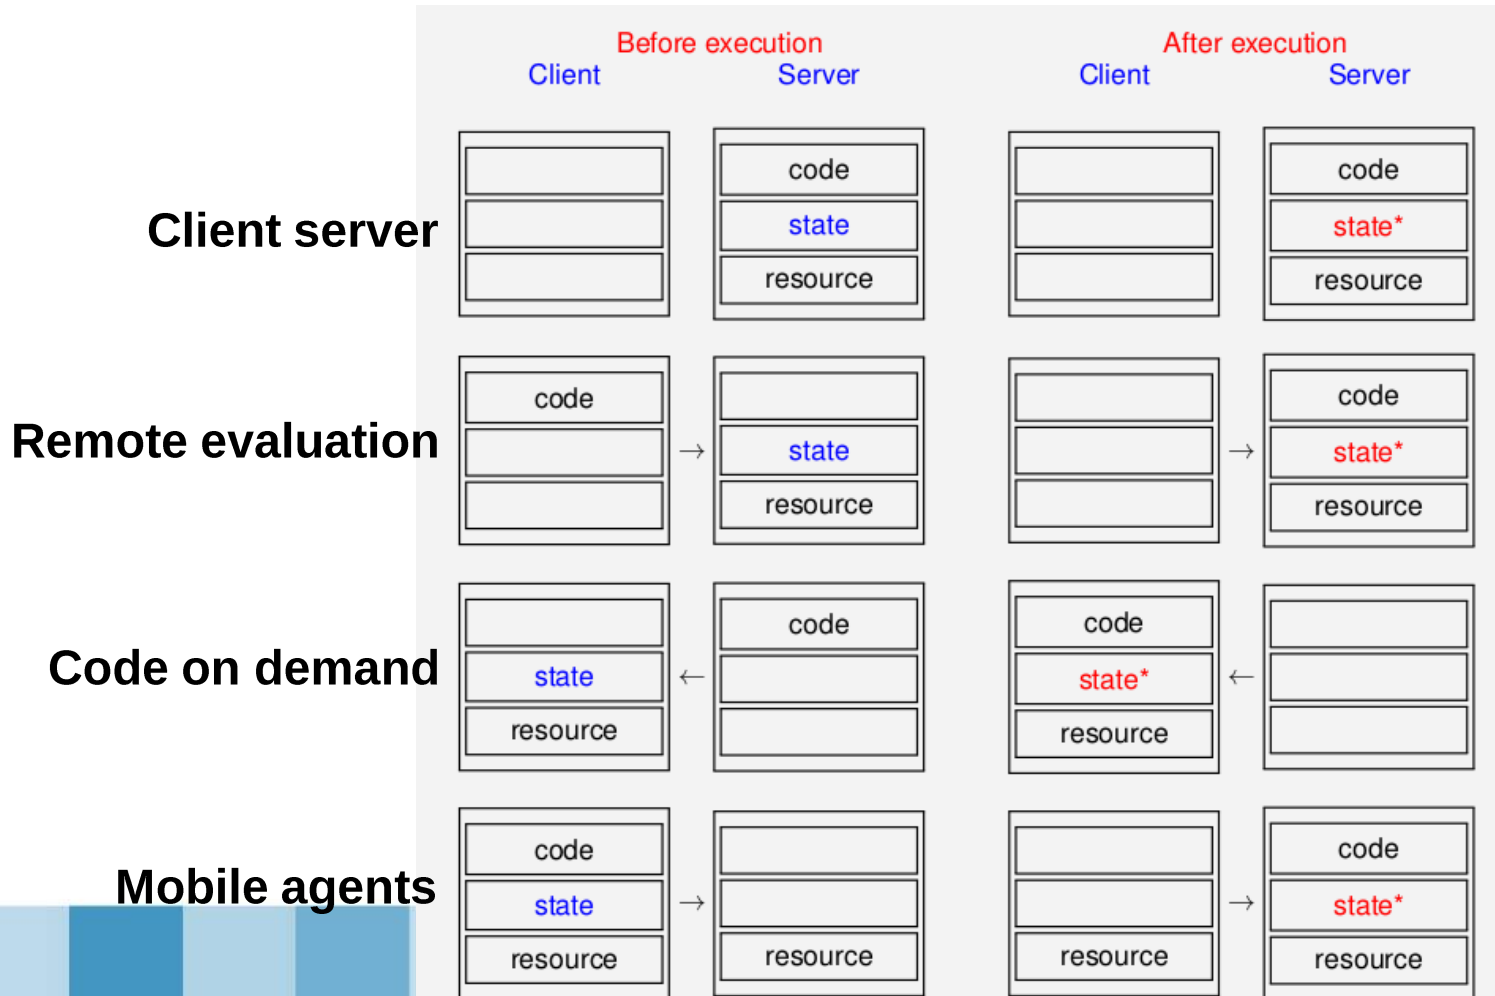 Before execution After execution
Client Server Client Server
code code
Client server state state*
resource resource
code code
Remote evaluation → state → state*
resource resource
code code
Code on demand state ← state* ←
resource resource
code code
Mobile agents state → → state*
resource resource resource resource